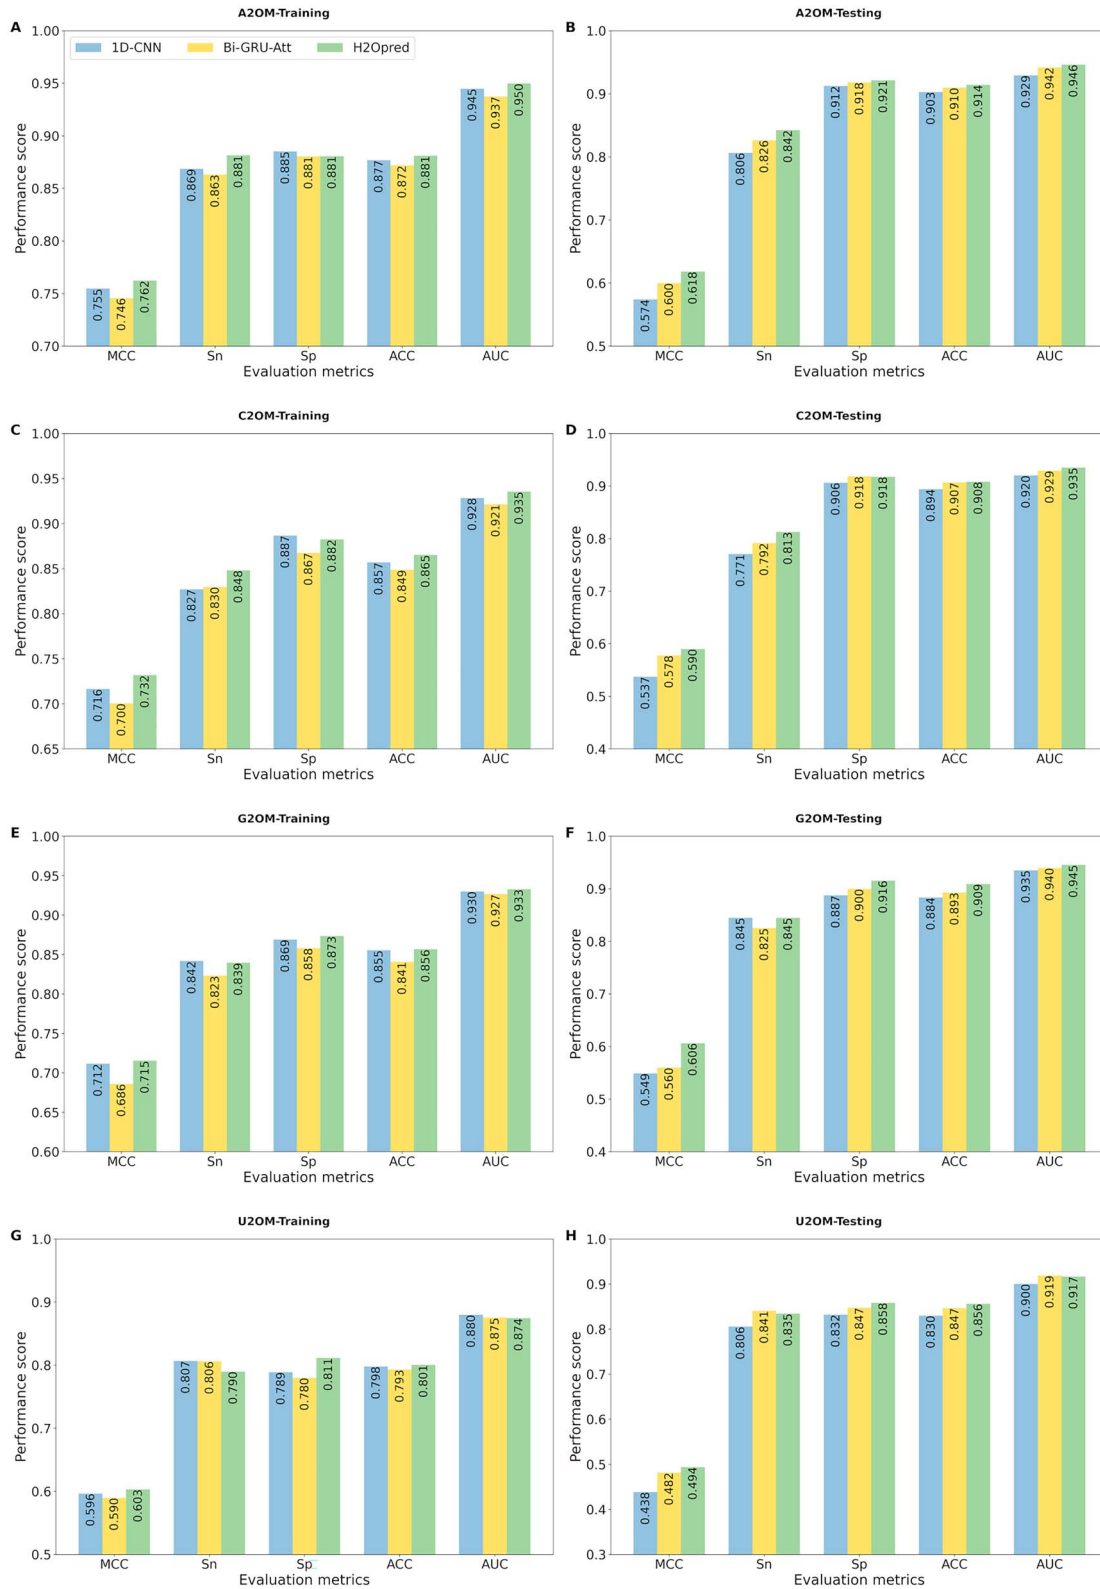 A
A2OM-Training
1D-CNN Bi-GRU-Att H2Opred
Performance score
1.00
0.95
0.90
0.85
0.80
0.75
0.70
0.755 0.746 0.762
0.869 0.863 0.881
0.885 0.881 0.881
0.877 0.872 0.881
0.945 0.937 0.950
MCC Sn Sp ACC AUC
Evaluation metrics
B
A2OM-Testing
Performance score
1.0
0.9
0.8
0.7
0.6
0.5
0.574 0.600 0.618
0.806 0.826 0.842
0.912 0.918 0.921
0.903 0.910 0.914
0.929 0.942 0.946
MCC Sn Sp ACC AUC
Evaluation metrics
C
C2OM-Training
Performance score
1.00
0.95
0.90
0.85
0.80
0.75
0.70
0.65
0.716 0.700 0.732
0.827 0.830 0.848
0.887 0.867 0.882
0.857 0.849 0.865
0.928 0.921 0.935
MCC Sn Sp ACC AUC
Evaluation metrics
D
C2OM-Testing
Performance score
1.0
0.9
0.8
0.7
0.6
0.5
0.4
0.537 0.578 0.590
0.771 0.792 0.813
0.906 0.918 0.918
0.894 0.907 0.908
0.920 0.929 0.935
MCC Sn Sp ACC AUC
Evaluation metrics
E
G2OM-Training
Performance score
1.00
0.95
0.90
0.85
0.80
0.75
0.70
0.65
0.60
0.712 0.686 0.715
0.842 0.823 0.839
0.869 0.858 0.873
0.855 0.841 0.856
0.930 0.927 0.933
MCC Sn Sp ACC AUC
Evaluation metrics
F
G2OM-Testing
Performance score
1.0
0.9
0.8
0.7
0.6
0.5
0.4
0.549 0.560 0.606
0.845 0.825 0.845
0.887 0.900 0.916
0.884 0.893 0.909
0.935 0.940 0.945
MCC Sn Sp ACC AUC
Evaluation metrics
G
U2OM-Training
Performance score
1.0
0.9
0.8
0.7
0.6
0.5
0.596 0.590 0.603
0.807 0.806 0.790
0.789 0.780 0.811
0.798 0.793 0.801
0.880 0.875 0.874
MCC Sn Sp ACC AUC
Evaluation metrics
H
U2OM-Testing
Performance score
1.0
0.9
0.8
0.7
0.6
0.5
0.4
0.3
0.438 0.482 0.494
0.806 0.841 0.835
0.832 0.847 0.858
0.830 0.847 0.856
0.900 0.919 0.917
MCC Sn Sp ACC AUC
Evaluation metrics